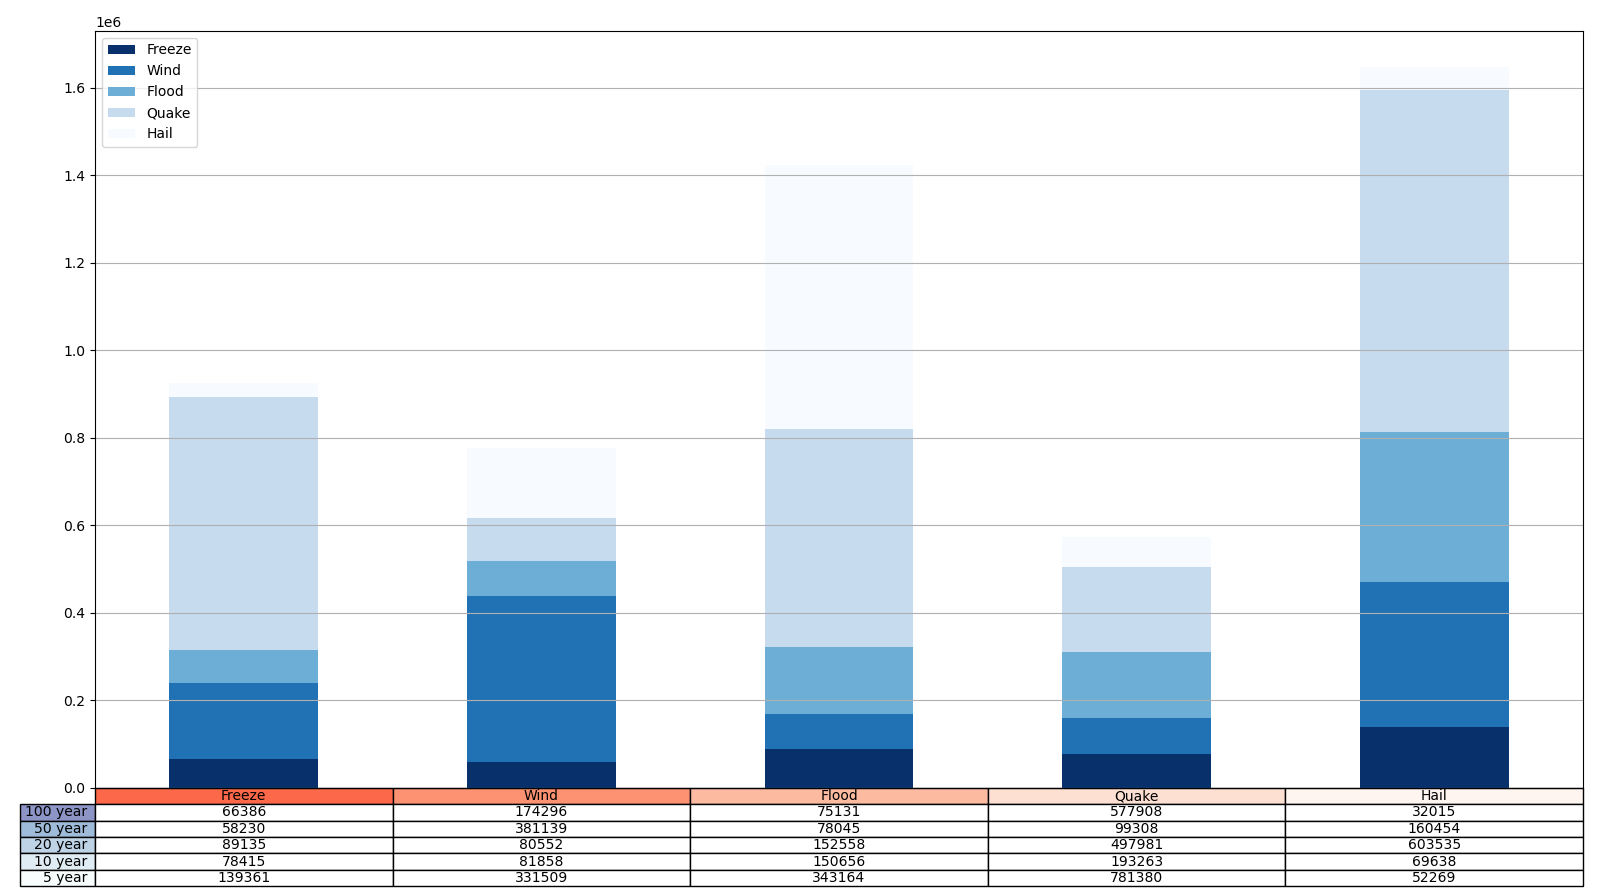 1e6
Freeze
Wind
Flood
Quake
Hail
1.6
1.4
1.2
1.0
0.8
0.6
0.4
0.2
0.0
Freeze Wind Flood Quake Hail
100 year 66386 174296 75131 577908 32015
50 year 58230 381139 78045 99308 160454
20 year 89135 80552 152558 497981 603535
10 year 78415 81858 150656 193263 69638
5 year 139361 331509 343164 781380 52269